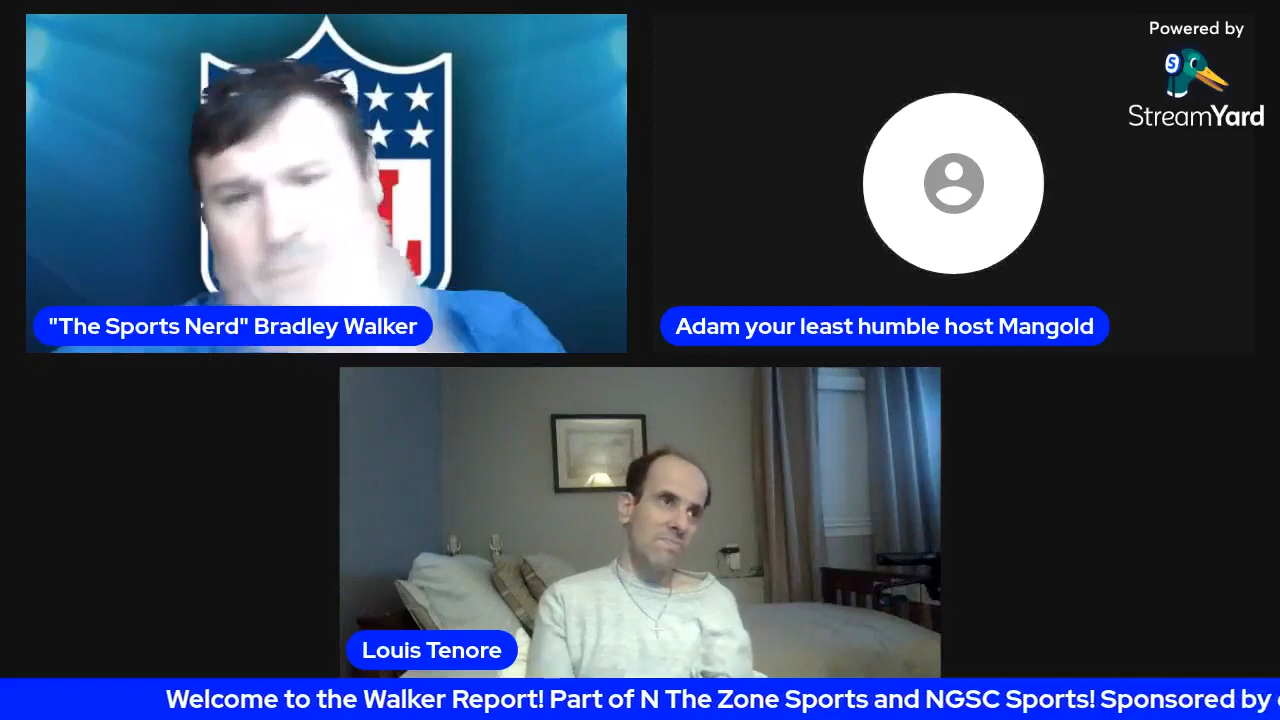 Powered by
S
StreamYard
"The Sports Nerd" Bradley Walker
Adam your least humble host Mangold
Louis Tenore
Welcome to the Walker Report! Part of N The Zone Sports and NGSC Sports! Sponsored by